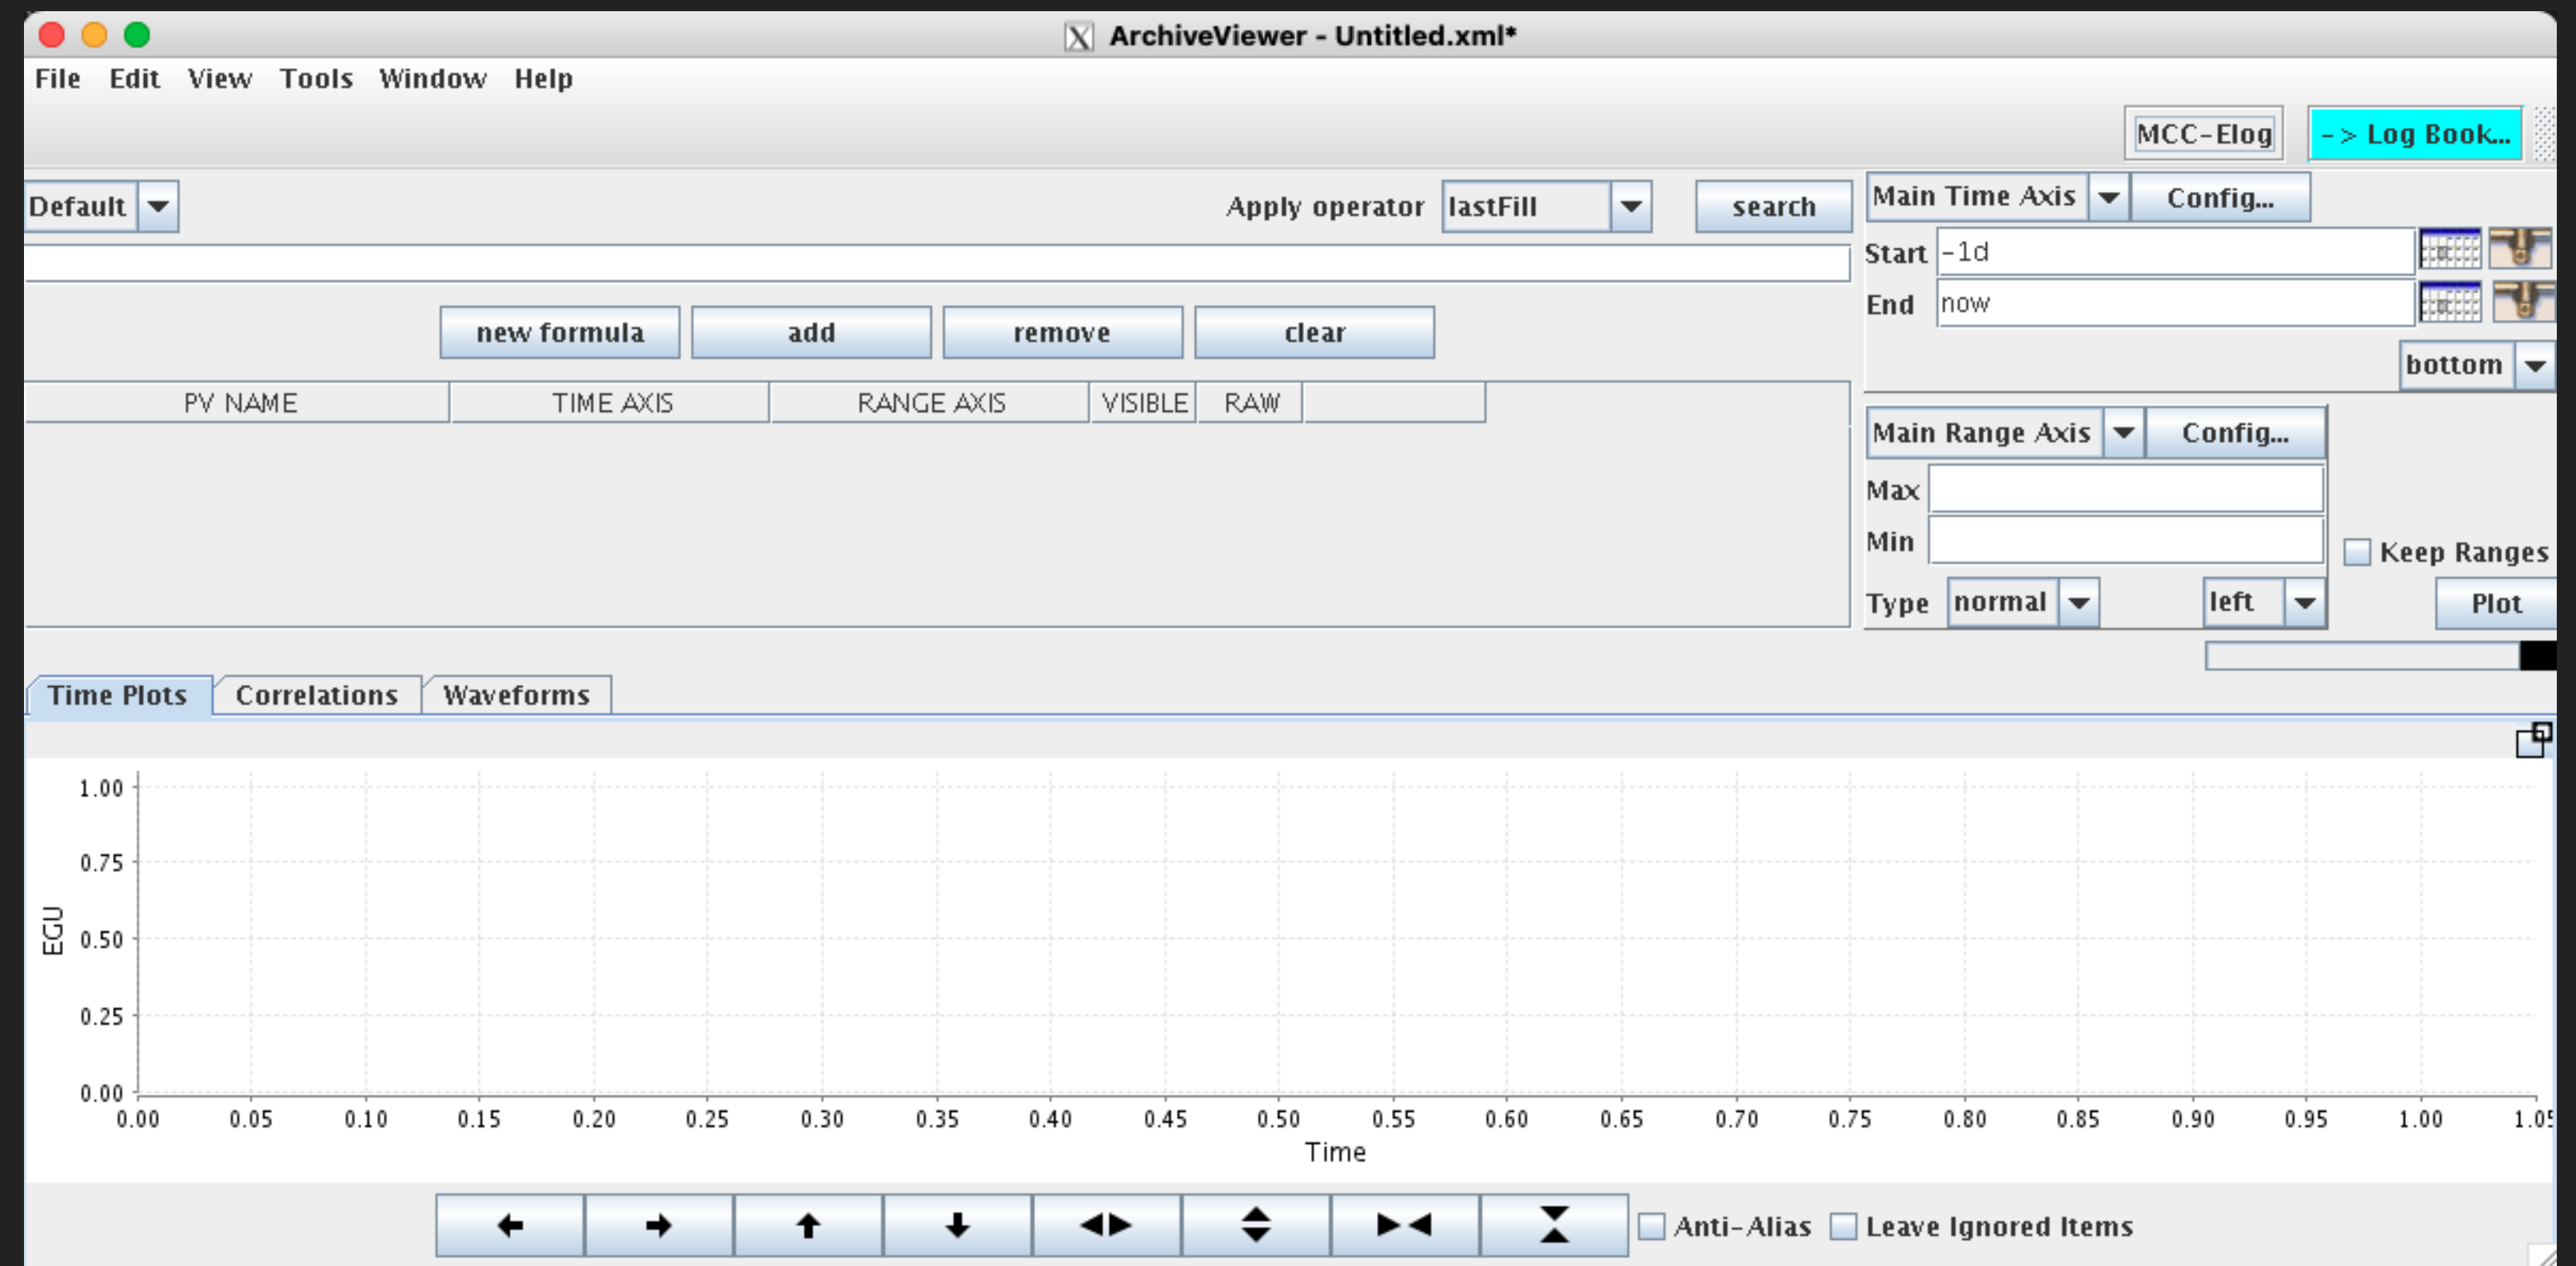 ArchiveViewer - Untitled.xml*
File Edit View Tools Window Help
MCC-Elog -> Log Book...
Default Apply operator lastFill search
Main Time Axis Config...
Start -1d
End now
bottom
new formula add remove clear
PV NAME TIME AXIS RANGE AXIS VISIBLE RAW
Main Range Axis Config...
Max
Min
Keep Ranges
Type normal left Plot
Time Plots Correlations Waveforms
1.00
0.75
0.50
0.25
0.00
EGU
0.00 0.05 0.10 0.15 0.20 0.25 0.30 0.35 0.40 0.45 0.50 0.55 0.60 0.65 0.70 0.75 0.80 0.85 0.90 0.95 1.00 1.05
Time
Anti-Alias Leave Ignored Items